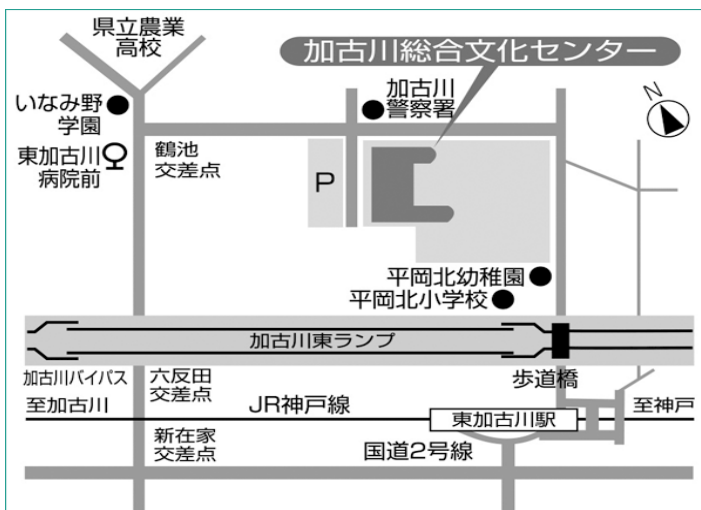 県立農業
高校
加古川総合文化センター
いなみ野
学園
加古川
警察署
N
東加古川
病院前
鶴池
交差点
P
平岡北幼稚園
平岡北小学校
加古川東ランプ
加古川バイパス
六反田
交差点
歩道橋
至加古川
JR神戸線
東加古川駅
至神戸
新在家
交差点
国道2号線